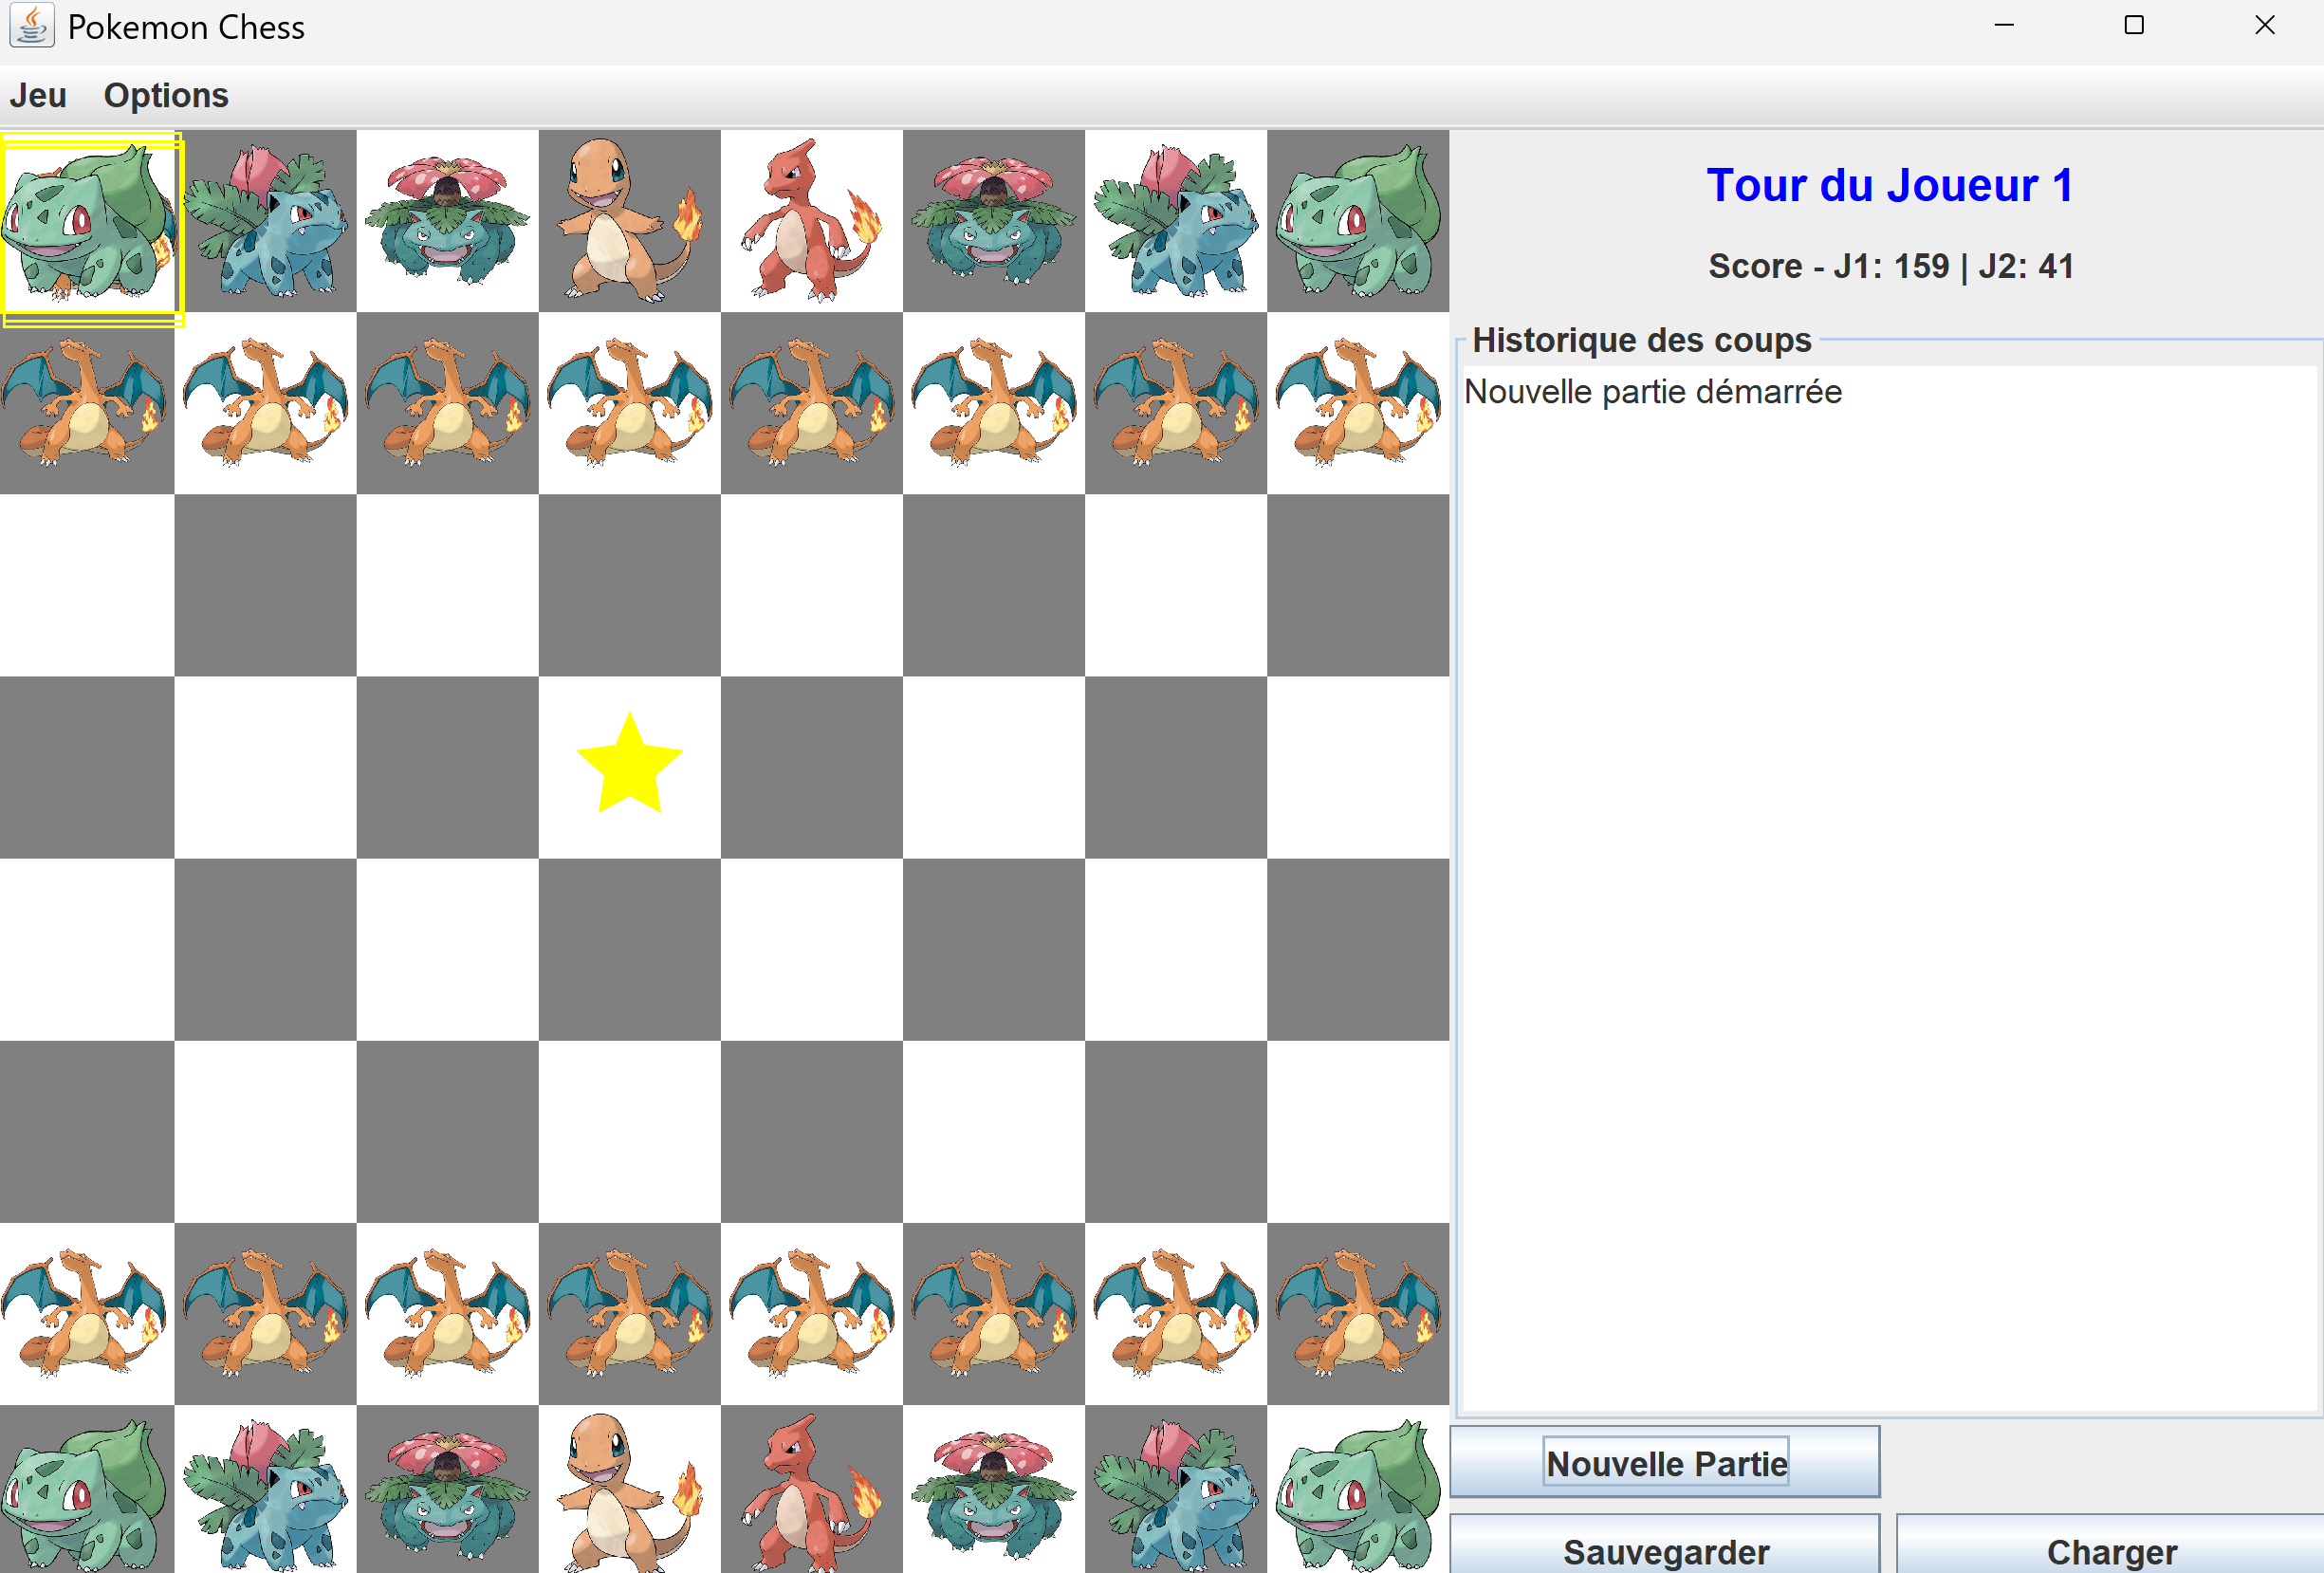 Pokemon Chess
Jeu Options
Tour du Joueur 1
Score - J1: 159 | J2: 41
Historique des coups
Nouvelle partie démarrée
Nouvelle Partie
Sauvegarder
Charger